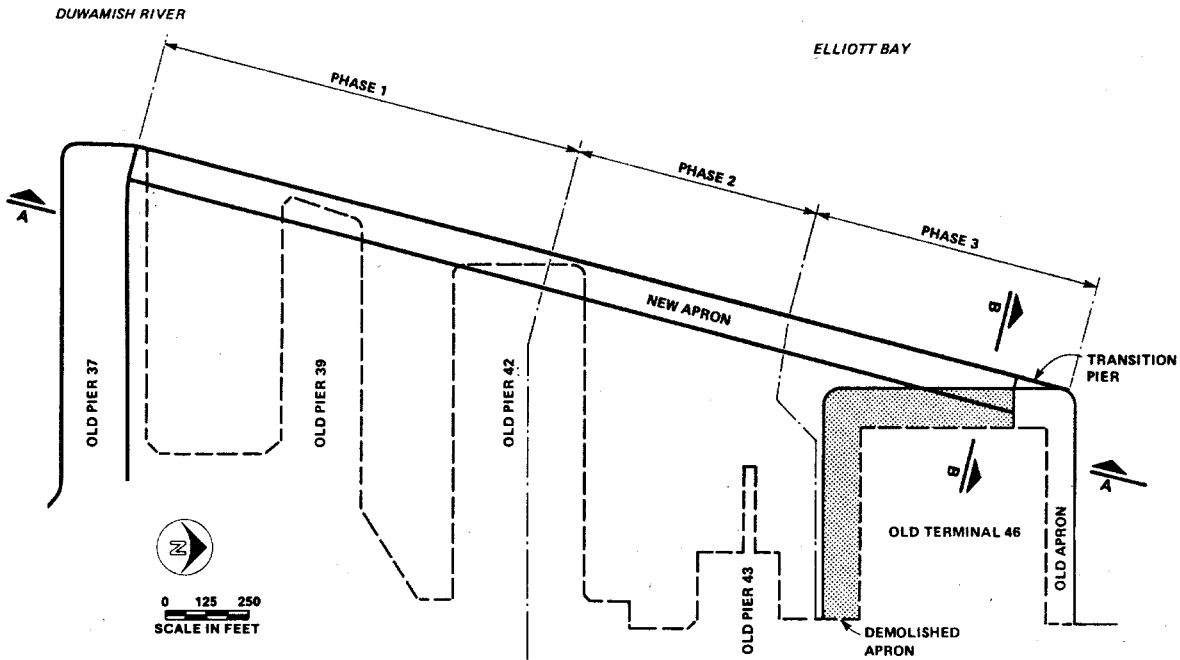 DUWAMISH RIVER
ELLIOTT BAY
PHASE 1
PHASE 2
PHASE 3
A
B
NEW APRON
TRANSITION
PIER
OLD PIER 37
OLD PIER 39
OLD PIER 42
B
A
OLD TERMINAL 46
OLD APRON
N
0 125 250
SCALE IN FEET
OLD PIER 43
DEMOLISHED
APRON